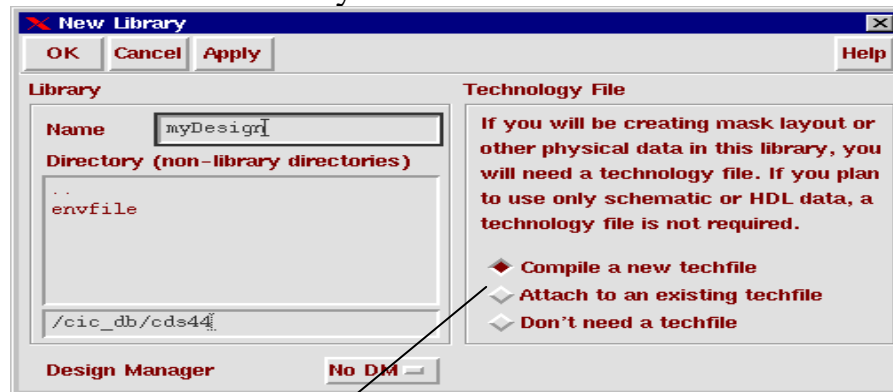 New Library
OK Cancel Apply Help
Library
Name myDesign
Directory (non-library directories)
..
envfile
/cic_db/cds44
Design Manager No DM
Technology File
If you will be creating mask layout or
other physical data in this library, you
will need a technology file. If you plan
to use only schematic or HDL data, a
technology file is not required.
Compile a new techfile
Attach to an existing techfile
Don't need a techfile